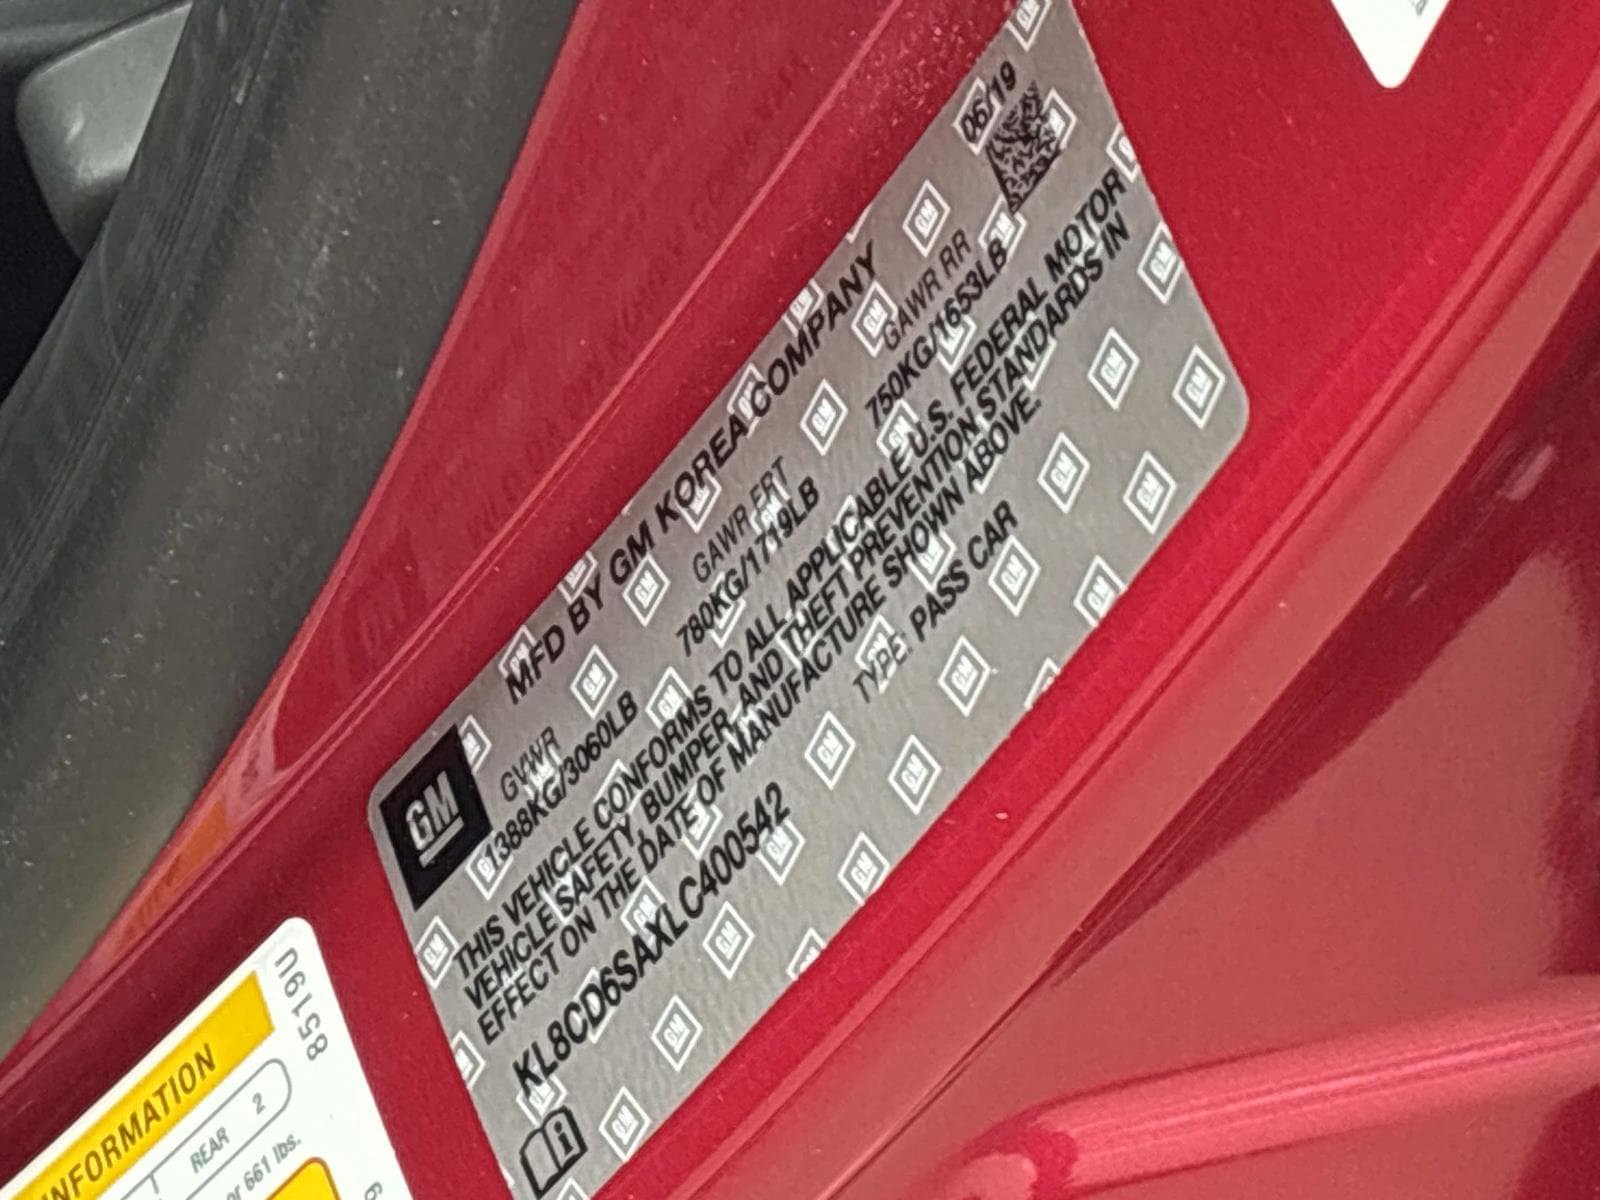 06/19
MFD BY GM KOREA COMPANY
GVWR GAWR FRT GAWR RR
1388KG/3060LB 780KG/1719LB 750KG/1653LB
THIS VEHICLE CONFORMS TO ALL APPLICABLE U.S. FEDERAL MOTOR
VEHICLE SAFETY, BUMPER, AND THEFT PREVENTION STANDARDS IN
EFFECT ON THE DATE OF MANUFACTURE SHOWN ABOVE.
KL8CD6SAXLC400542 TYPE: PASS CAR
GM
8519U
INFORMATION
REAR 2
or 661 lbs.